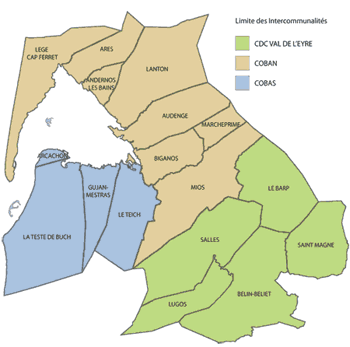 Limite des Intercommunalités
CDC VAL DE L'EYRE
COBAN
COBAS
LEGE
CAP FERRET
ARES
LANTON
ANDERNOS
LES BAINS
AUDENGE
MARCHEPRIME
BIGANOS
MIOS
ARCACHON
GUJAN-
MESTRAS
LE TEICH
LA TESTE DE BUCH
LE BARP
SALLES
SAINT MAGNE
BELIN-BELIET
LUGOS